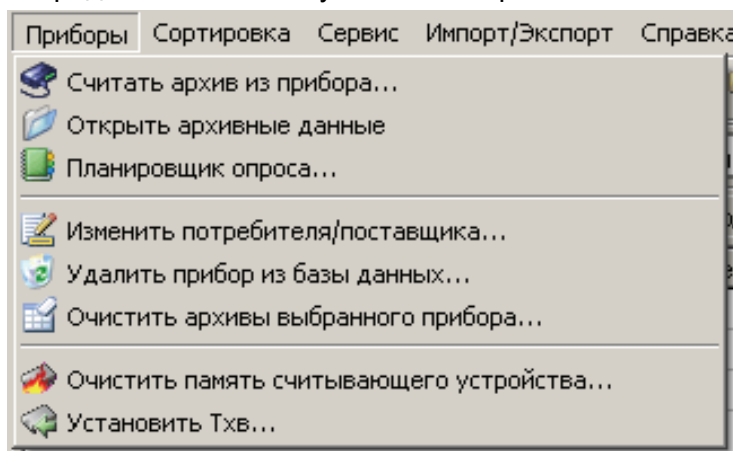 Приборы Сортировка Сервис Импорт/Экспорт Справка
Считать архив из прибора...
Открыть архивные данные
Планировщик опроса...
Изменить потребителя/поставщика...
Удалить прибор из базы данных...
Очистить архивы выбранного прибора...
Очистить память считывающего устройства...
Установить Тхв...